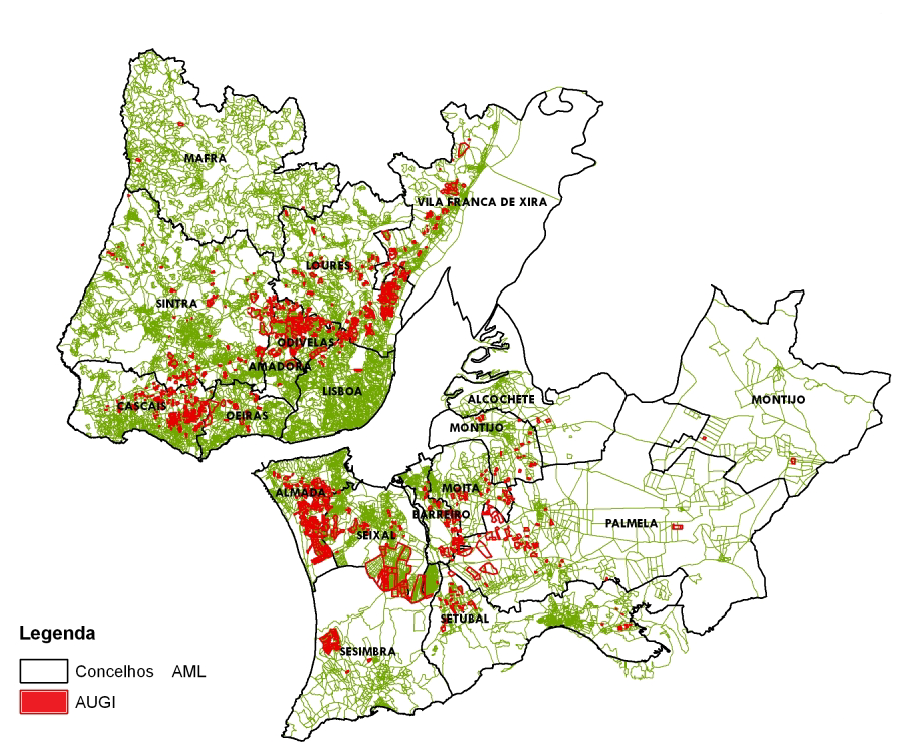 MAFRA
VILA FRANCA DE XIRA
LOURES
SINTRA
ODIVELAS
AMADORA
LISBOA
CASCAIS
OEIRAS
ALCOCHETE
MONTIJO
MONTIJO
ALMADA
MOITA
BARREIRO
SEIXAL
PALMELA
SETUBAL
SESIMBRA
Legenda
Concelhos AML
AUGI